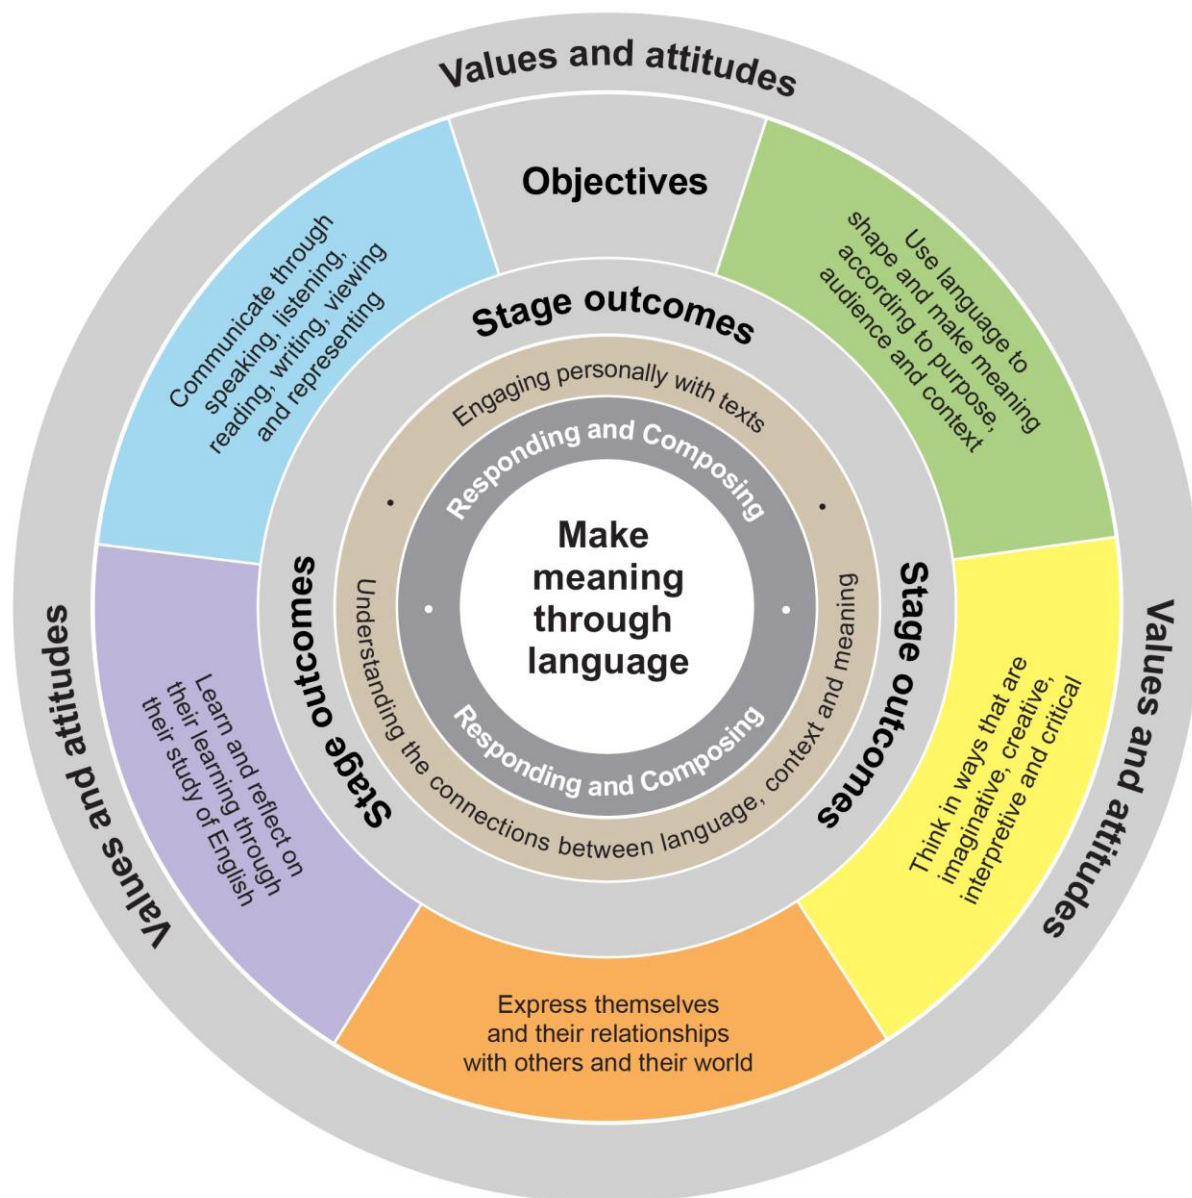 Values and attitudes
Objectives
Communicate through
speaking, listening,
reading, writing, viewing
and representing
Use language to
shape and make meaning
according to purpose,
audience and context
Stage outcomes
Engaging personally with texts
Responding and Composing
Make
meaning
through
language
Responding and Composing
Understanding the connections between language, context and meaning
Stage outcomes
Stage outcomes
Values and attitudes
Learn and reflect on
their learning through
their study of English
Think in ways that are
imaginative, creative,
interpretive and critical
Values and attitudes
Express themselves
and their relationships
with others and their world